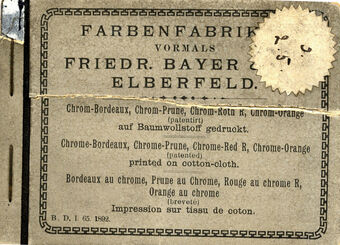 FARBENFABRIK
VORMALS
FRIEDR. BAYER
ELBERFELD.
Chrom-Bordeaux, Chrom-Prune, Chrom-Roth R, Chrom-Orange
(patentirt)
auf Baumwollstoff gedruckt.
Chrome-Bordeaux, Chrome-Prune, Chrome-Red R, Chrome-Orange
(patented)
printed on cotton-cloth.
Bordeaux au chrome, Prune au Chrome, Rouge au chrome R,
Orange au chrome
(breveté)
Impression sur tissu de coton.
B. D. I. 65. 1892.